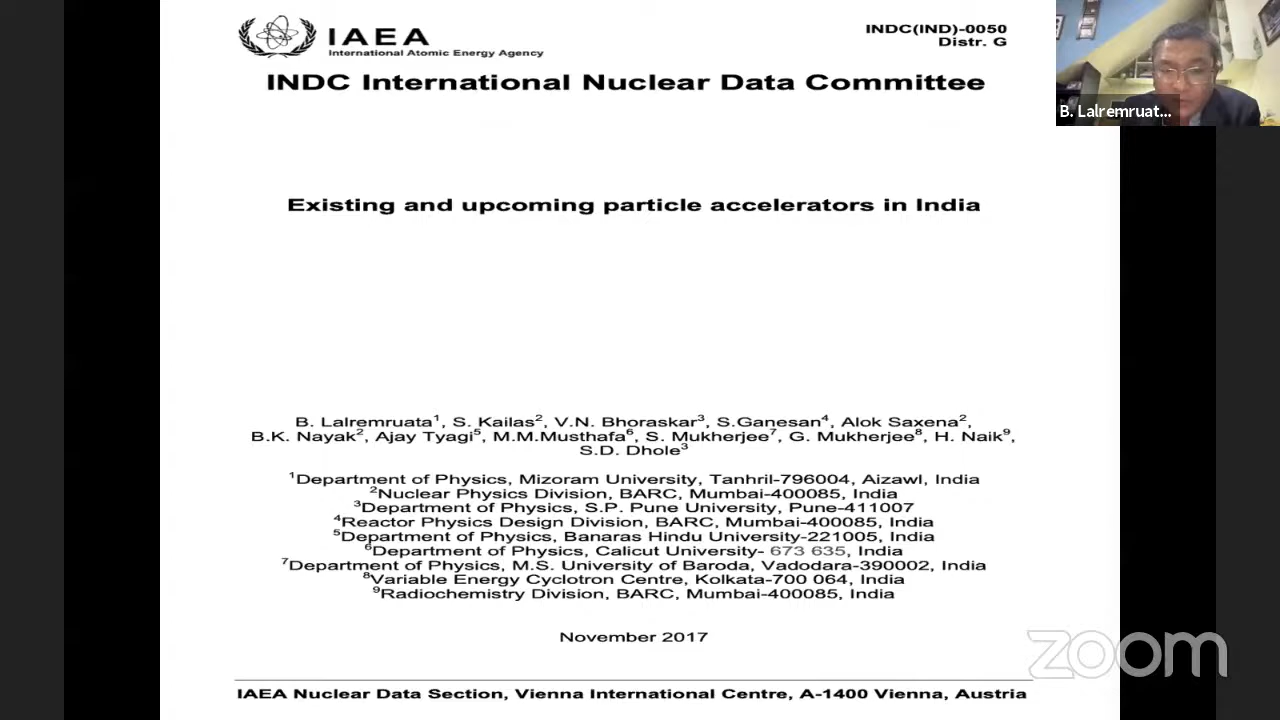 IAEA
International Atomic Energy Agency
INDC(IND)-0050
Distr. G
INDC International Nuclear Data Committee
B. Lalremruat...
Existing and upcoming particle accelerators in India
B. Lalremruata1, S. Kailas2, V.N. Bhoraskar3, S.Ganesan4, Alok Saxena2,
B.K. Nayak2, Ajay Tyagi5, M.M.Musthafa6, S. Mukherjee7, G. Mukherjee8, H. Naik9,
S.D. Dhole3
1Department of Physics, Mizoram University, Tanhril-796004, Aizawl, India
2Nuclear Physics Division, BARC, Mumbai-400085, India
3Department of Physics, S.P. Pune University, Pune-411007
4Reactor Physics Design Division, BARC, Mumbai-400085, India
5Department of Physics, Banaras Hindu University-221005, India
6Department of Physics, Calicut University- 673 635, India
7Department of Physics, M.S. University of Baroda, Vadodara-390002, India
8Variable Energy Cyclotron Centre, Kolkata-700 064, India
9Radiochemistry Division, BARC, Mumbai-400085, India
November 2017
zoom
IAEA Nuclear Data Section, Vienna International Centre, A-1400 Vienna, Austria